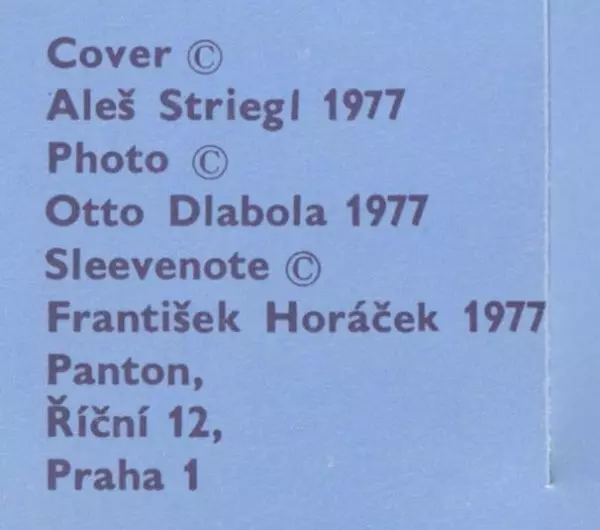 Cover ©
Aleš Striegl 1977
Photo ©
Otto Dlabola 1977
Sleevenote ©
František Horáček 1977
Panton,
Říční 12,
Praha 1